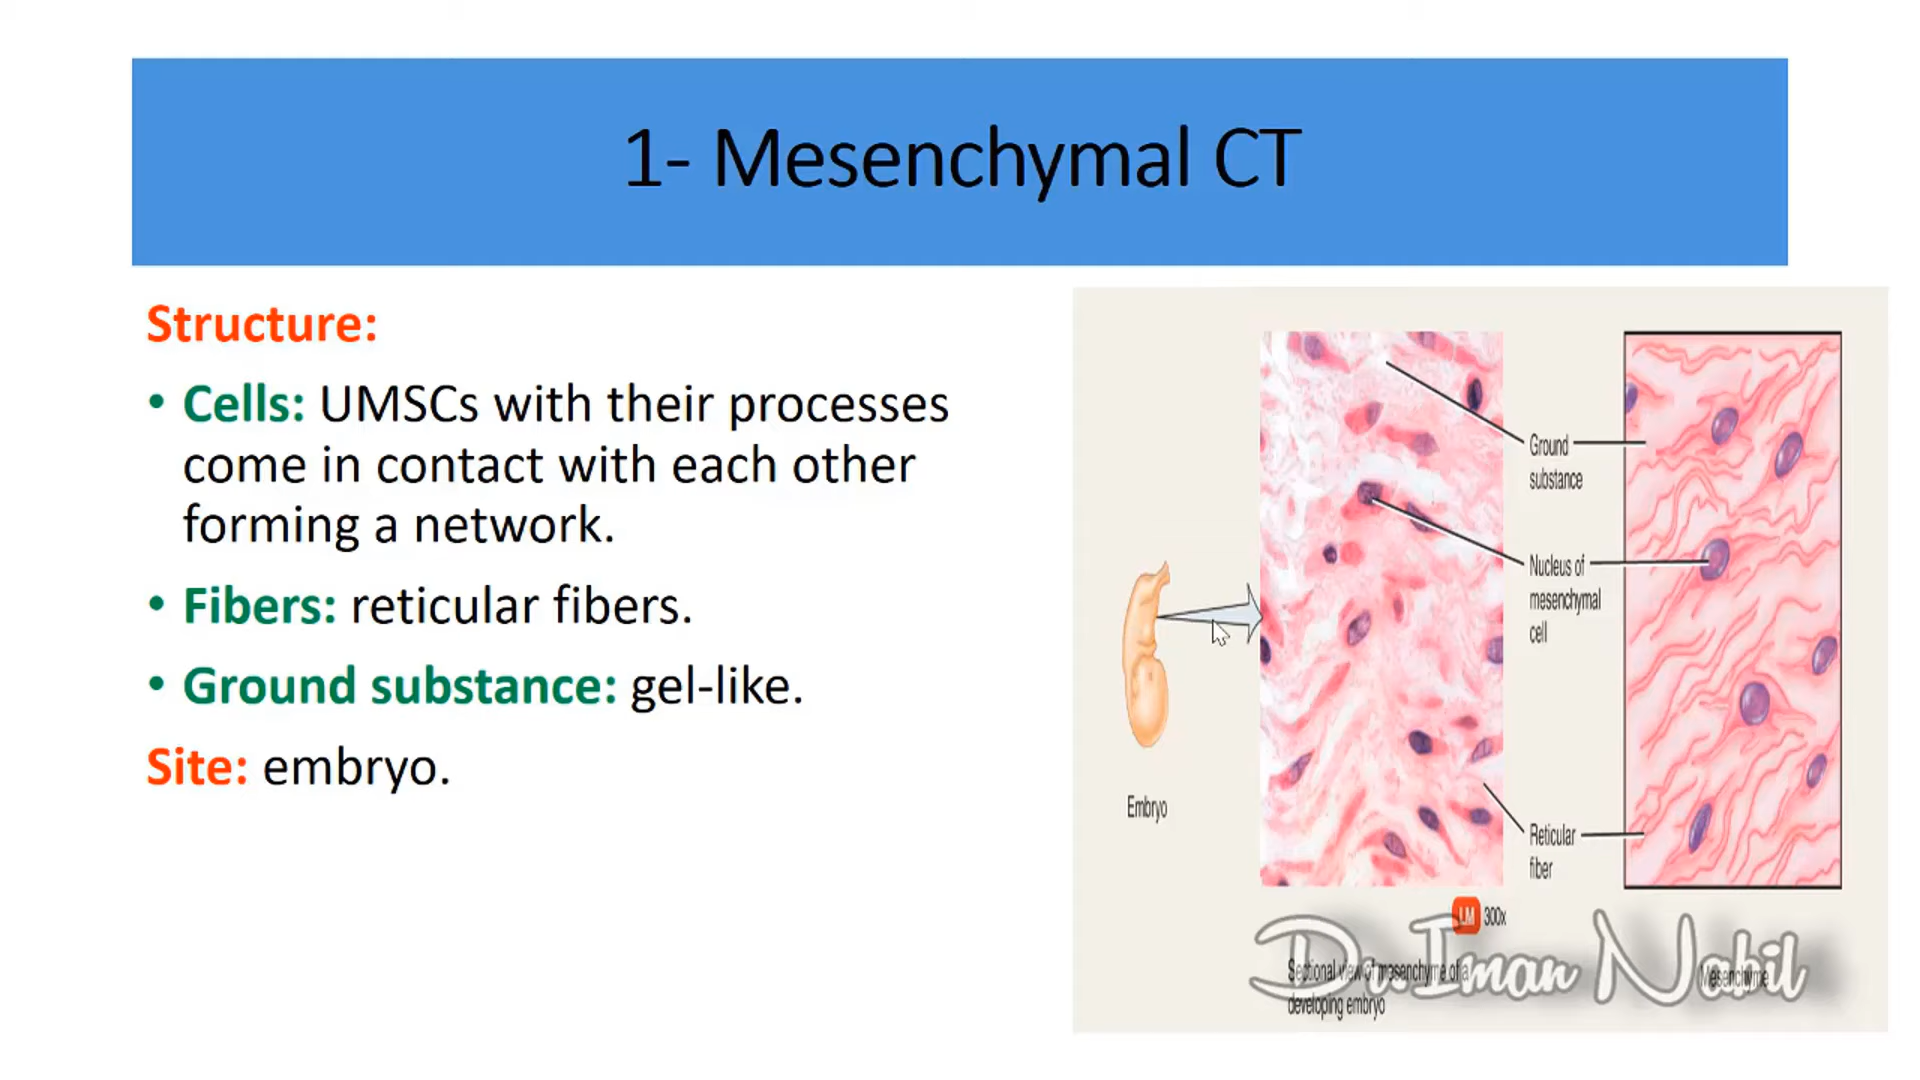 1- Mesenchymal CT
Structure:
• Cells: UMSCs with their processes
come in contact with each other
forming a network.
• Fibers: reticular fibers.
• Ground substance: gel-like.
Site: embryo.
Ground
substance
Nucleus of
mesenchymal
cell
Embryo
Reticular
fiber
LM 300x
Sectional view of mesenchyme of a
developing embryo
Mesenchyme
Dr.Iman Nabil